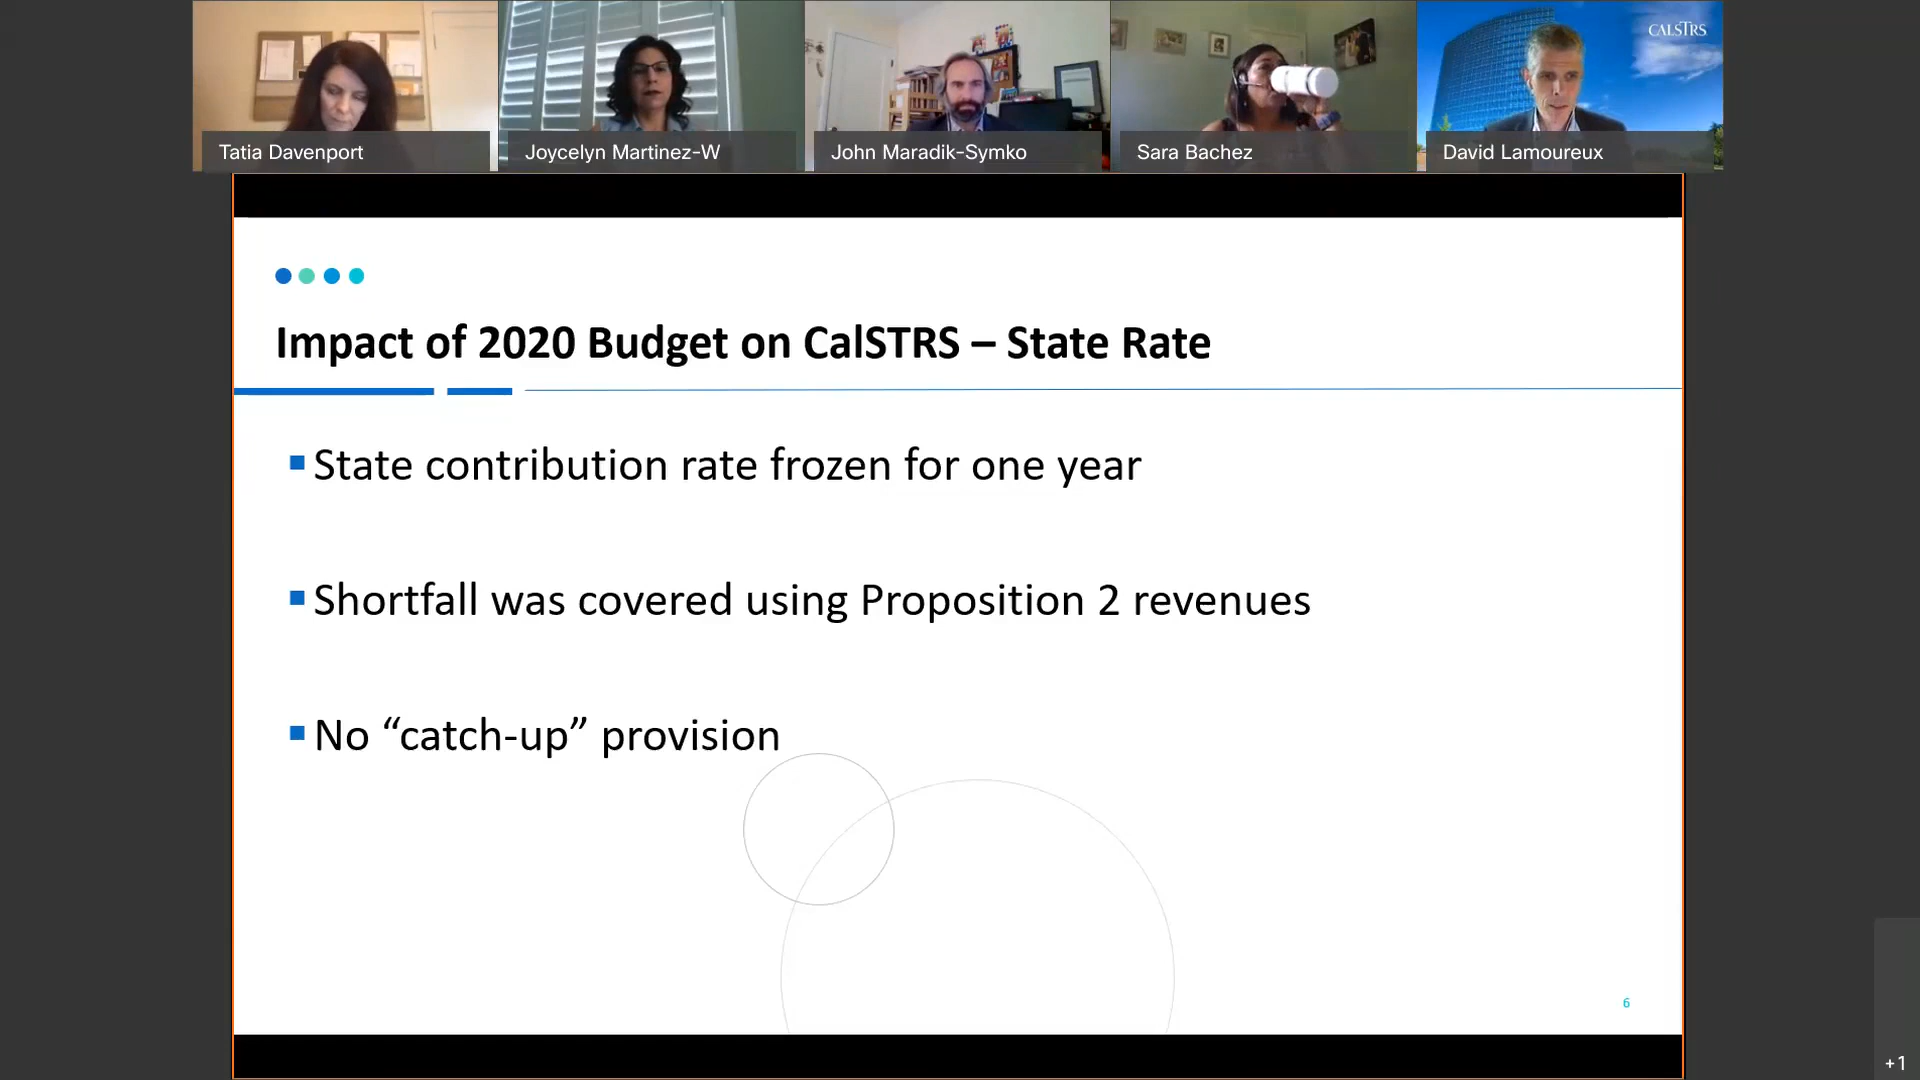 Tatia Davenport
Joycelyn Martinez-W
John Maradik-Symko
Sara Bachez
CALSTRS
David Lamoureux
Impact of 2020 Budget on CalSTRS – State Rate
State contribution rate frozen for one year
Shortfall was covered using Proposition 2 revenues
No “catch-up” provision
6
+1